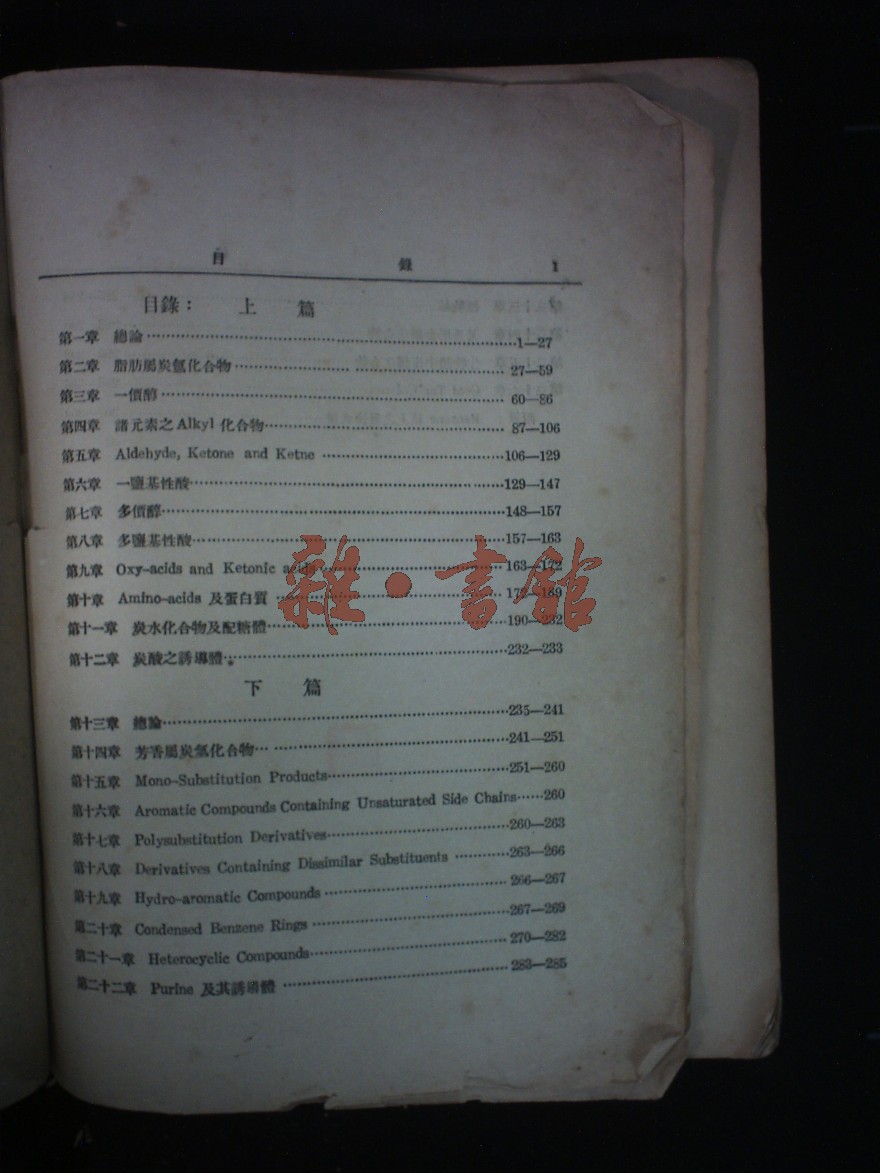 目 錄 1
目錄： 上 篇
第一章 總論……1—27
第二章 脂肪屬炭氫化合物……27—59
第三章 一價醇……60—86
第四章 諸元素之Alkyl 化合物……87—106
第五章 Aldehyde, Ketone and Ketne ……106—129
第六章 一鹽基性酸……129—147
第七章 多價醇……148—157
第八章 多鹽基性酸……157—163
第九章 Oxy-acids and Ketonic acids……163—172
第十章 Amino-acids 及蛋白質……172—189
第十一章 炭水化合物及配糖體……190—232
第十二章 炭酸之誘導體……232—233
雜·書館
下 篇
第十三章 總論……235—241
第十四章 芳香屬炭氫化合物……241—251
第十五章 Mono-Substitution Products……251—260
第十六章 Aromatic Compounds Containing Unsaturated Side Chains……260
第十七章 Polysubstitution Derivatives……260—263
第十八章 Derivatives Containing Dissimilar Substituents ……263—266
第十九章 Hydro-aromatic Compounds……266—267
第二十章 Condensed Benzene Rings ……267—269
第二十一章 Heterocyclic Compounds……270—282
第二十二章 Purine 及其誘導體 ……283—285